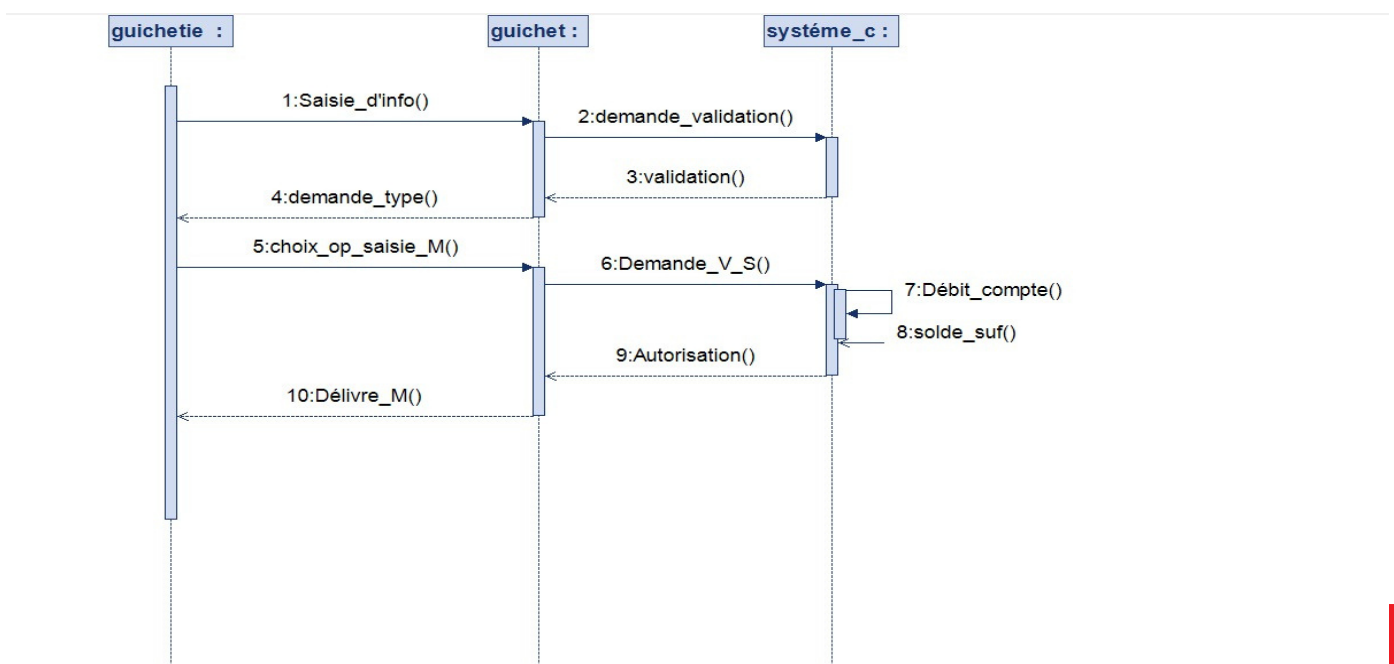 guichetie :
guichet :
systéme_c :
1:Saisie_d'info()
2:demande_validation()
3:validation()
4:demande_type()
5:choix_op_saisie_M()
6:Demande_V_S()
7:Débit_compte()
8:solde_suf()
9:Autorisation()
10:Délivre_M()